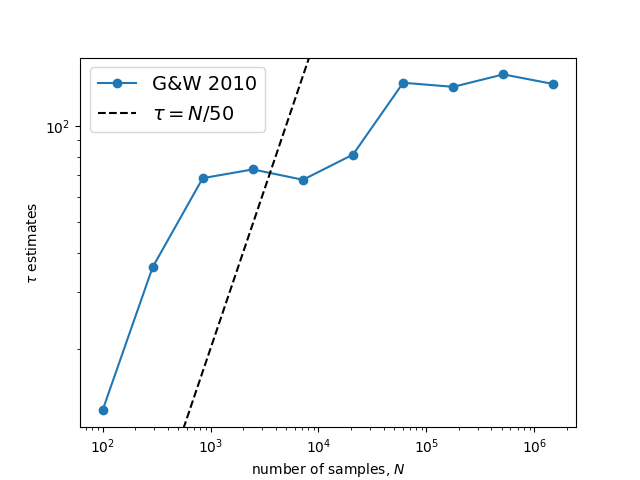 G&W 2010
τ = N/50
10²
τ estimates
10² 10³ 10⁴ 10⁵ 10⁶
number of samples, N